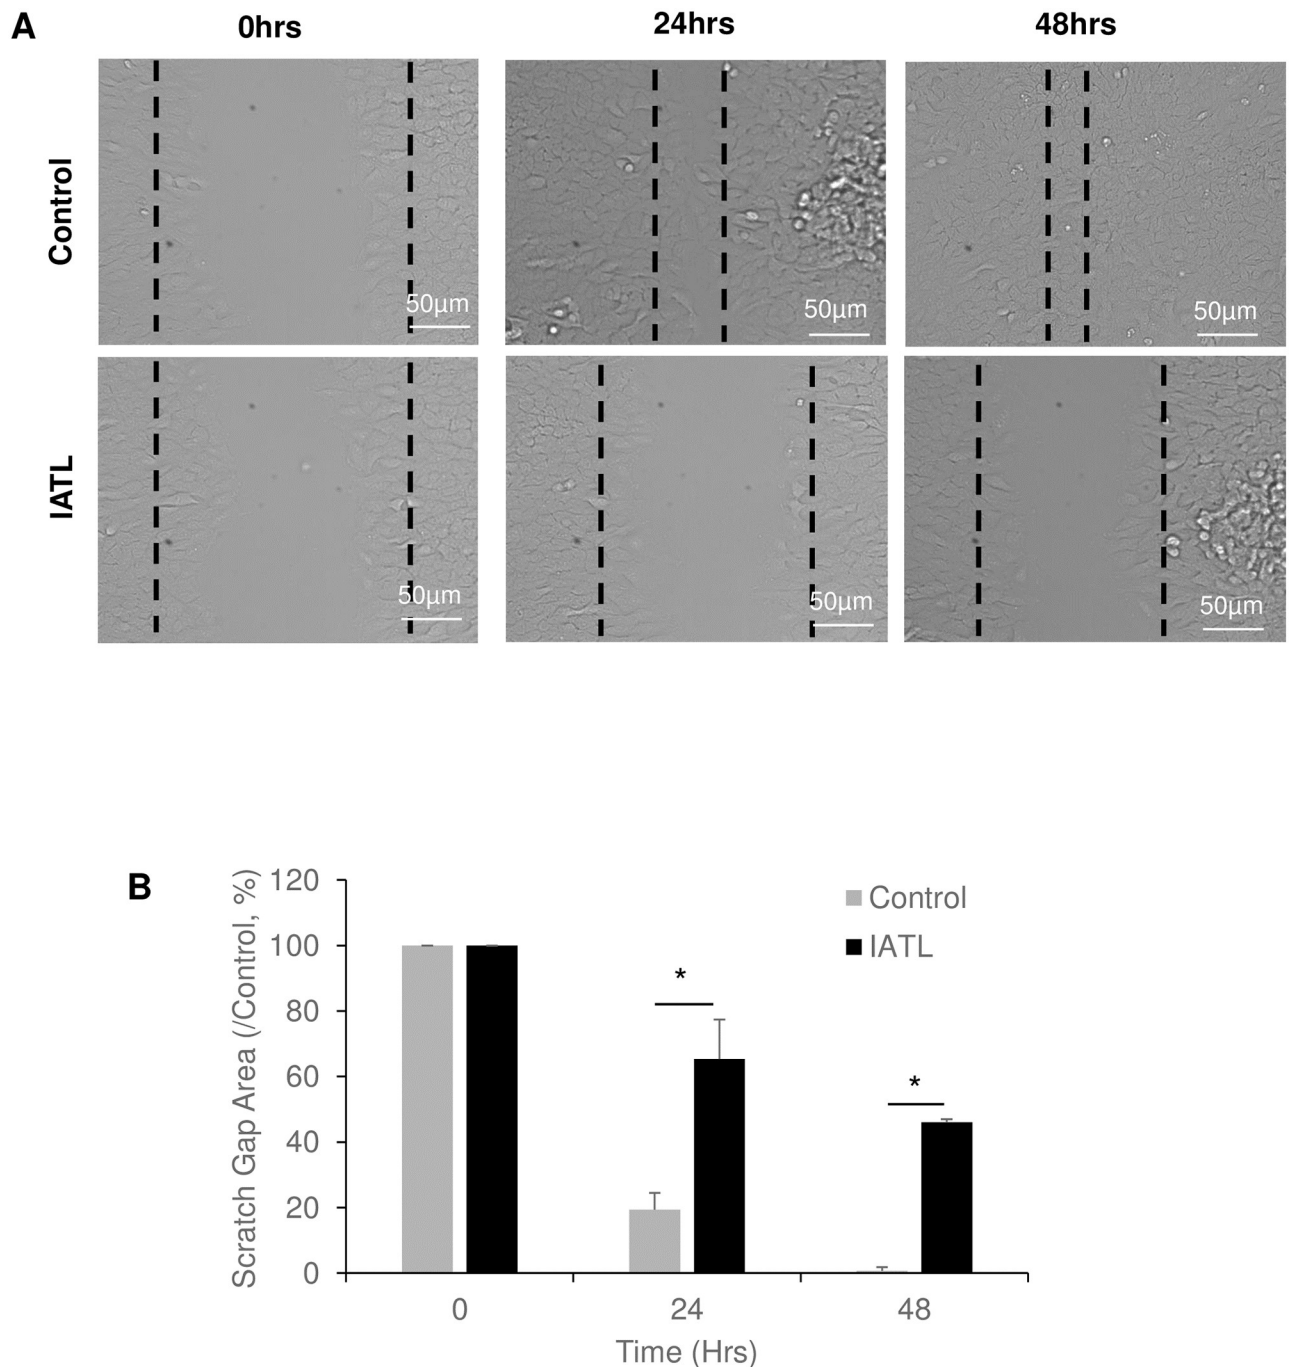 A
0hrs
24hrs
48hrs
Control
50µm
50µm
50µm
IATL
50µm
50µm
50µm
B
Scratch Gap Area (/Control, %)
120
100
80
60
40
20
0
Control
IATL
*
*
0
24
48
Time (Hrs)